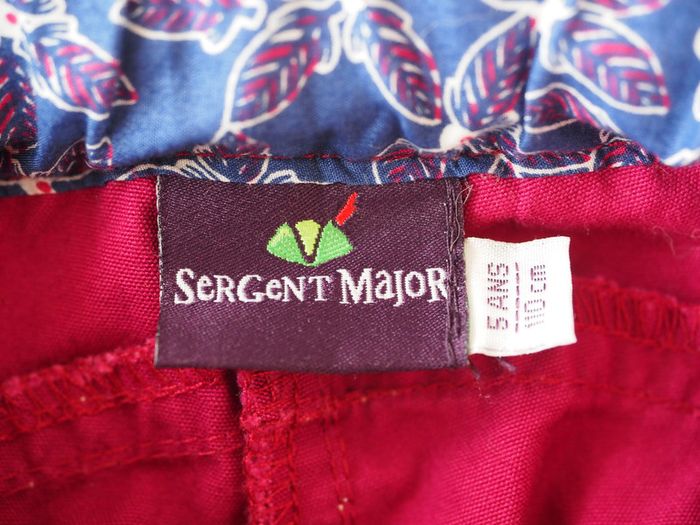 SerGeNT MaJoR
5 ANS
110 cm